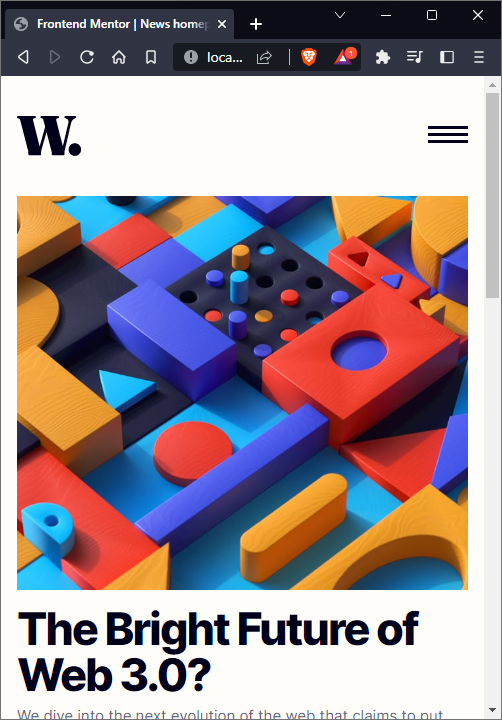 Frontend Mentor | News home
loca...
1
W.
The Bright Future of
Web 3.0?
We dive into the next evolution of the web that claims to put